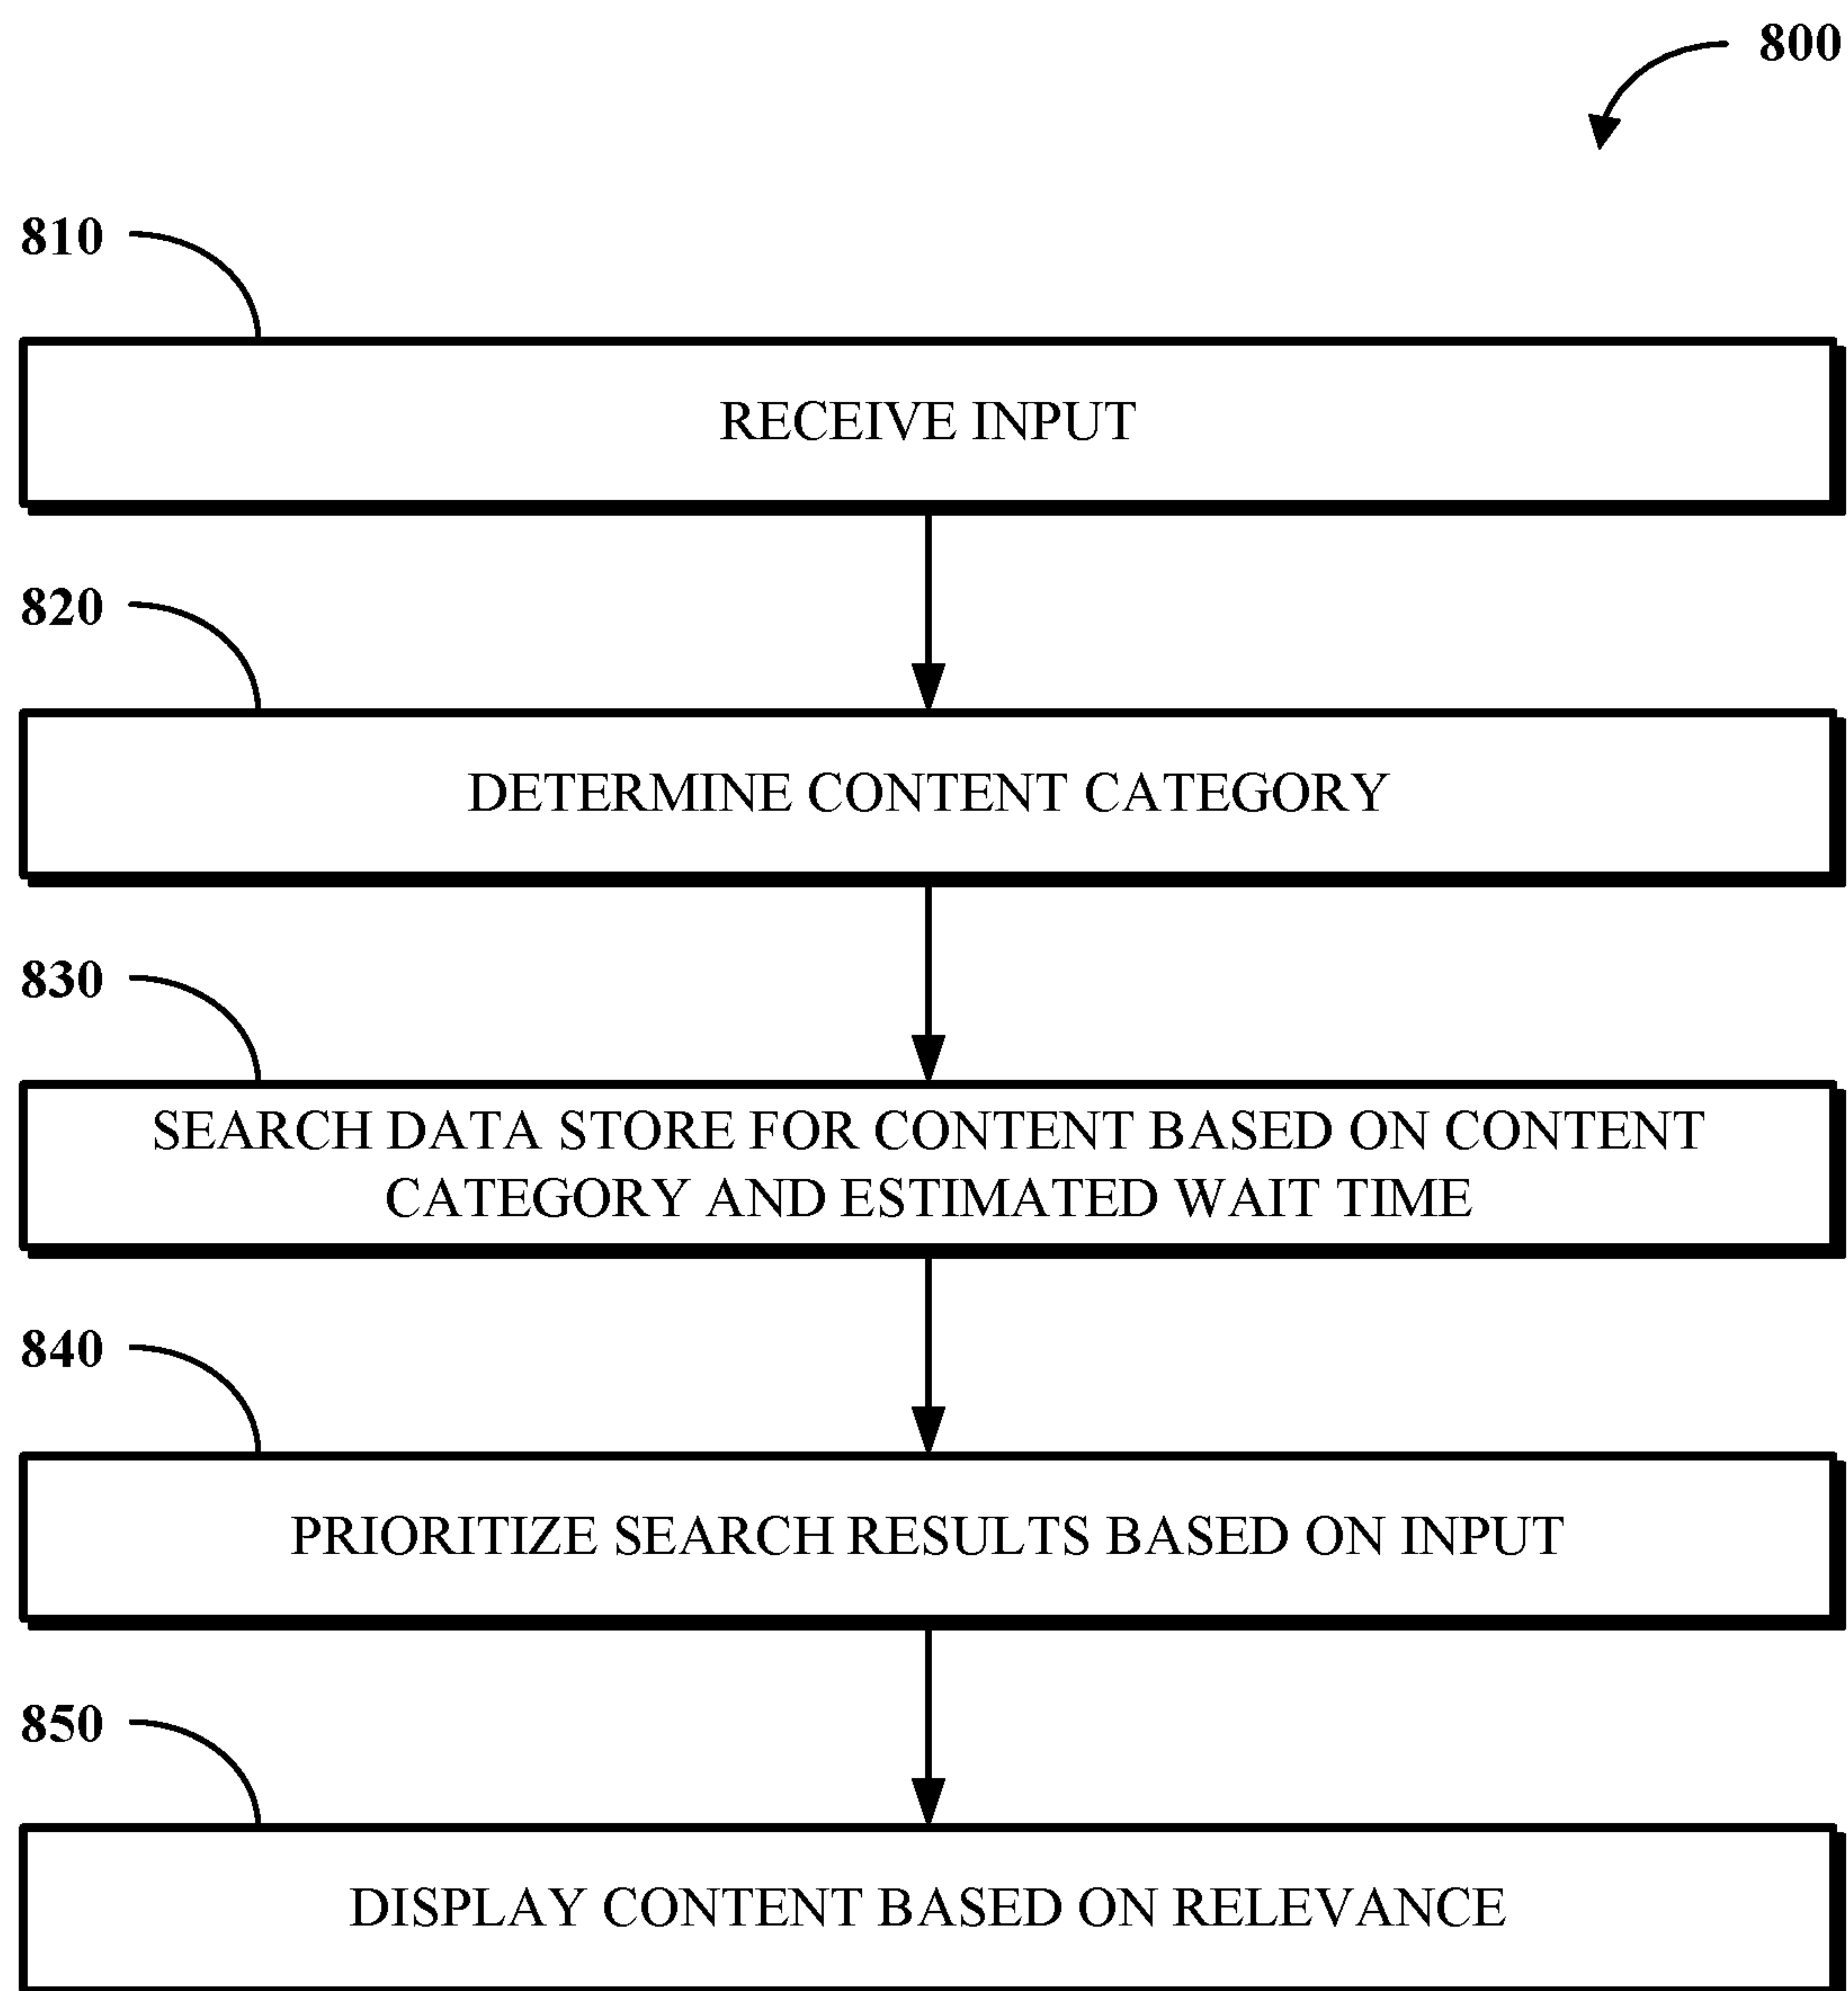 800
810
RECEIVE INPUT
820
DETERMINE CONTENT CATEGORY
830
SEARCH DATA STORE FOR CONTENT BASED ON CONTENT
CATEGORY AND ESTIMATED WAIT TIME
840
PRIORITIZE SEARCH RESULTS BASED ON INPUT
850
DISPLAY CONTENT BASED ON RELEVANCE